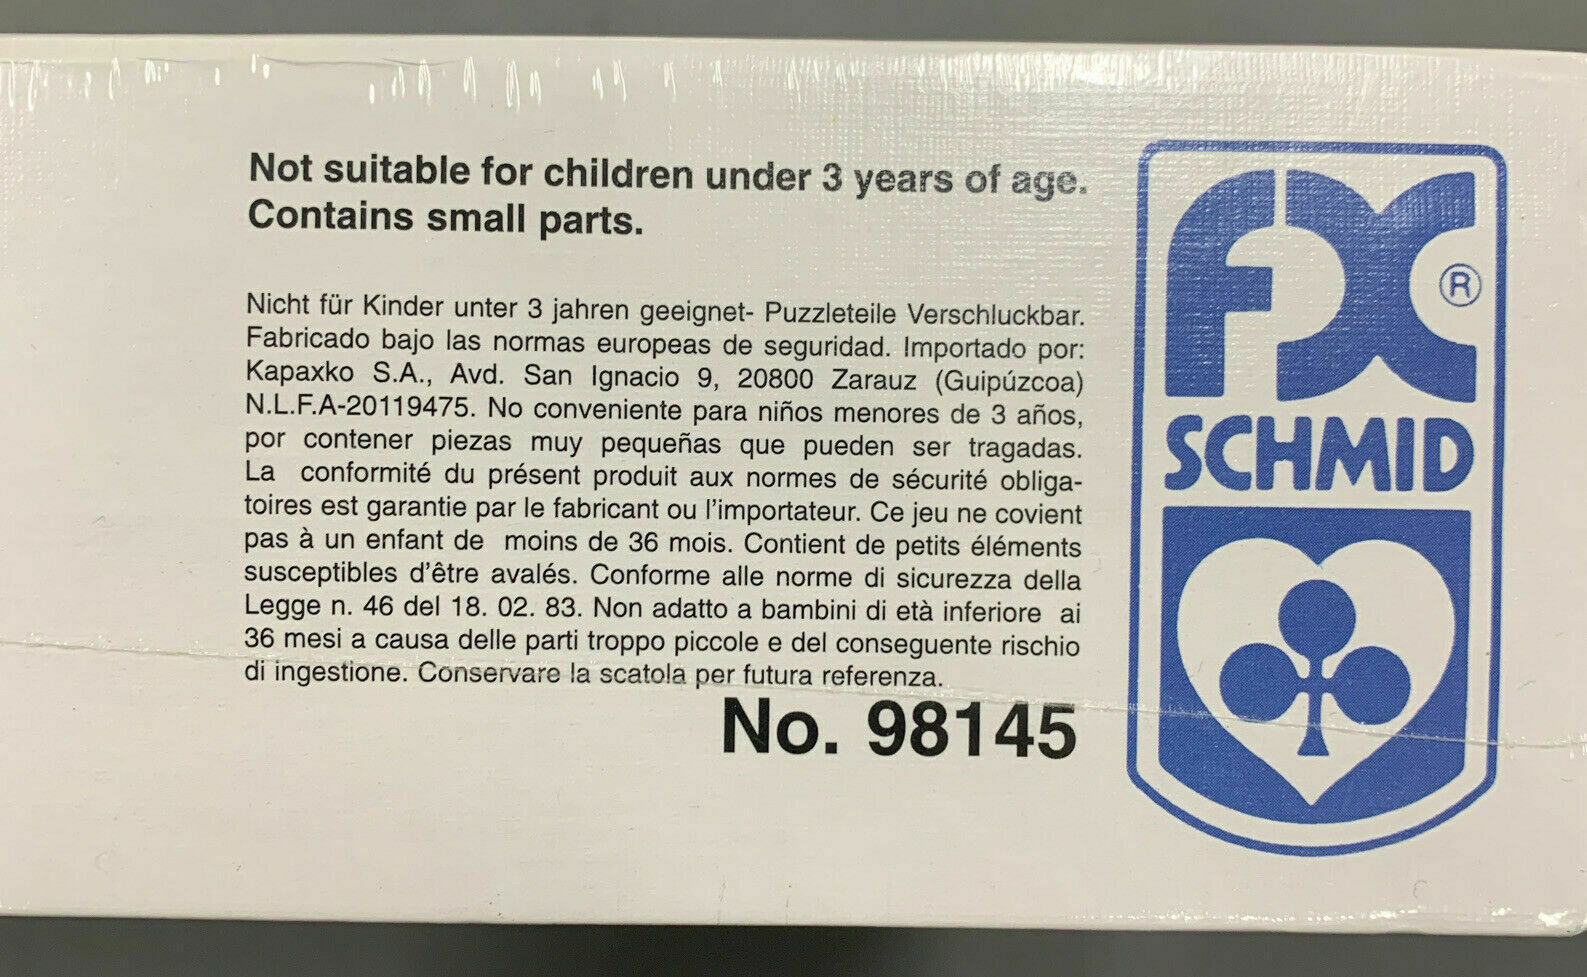 Not suitable for children under 3 years of age.
Contains small parts.
Nicht für Kinder unter 3 jahren geeignet- Puzzleteile Verschluckbar.
Fabricado bajo las normas europeas de seguridad. Importado por:
Kapaxko S.A., Avd. San Ignacio 9, 20800 Zarauz (Guipúzcoa)
N.L.F.A-20119475. No conveniente para niños menores de 3 años,
por contener piezas muy pequeñas que pueden ser tragadas.
La conformité du présent produit aux normes de sécurité obliga-
toires est garantie par le fabricant ou l'importateur. Ce jeu ne covient
pas à un enfant de moins de 36 mois. Contient de petits éléments
susceptibles d'être avalés. Conforme alle norme di sicurezza della
Legge n. 46 del 18. 02. 83. Non adatto a bambini di età inferiore ai
36 mesi a causa delle parti troppo piccole e del conseguente rischio
di ingestione. Conservare la scatola per futura referenza.
No. 98145
FX ®
SCHMID